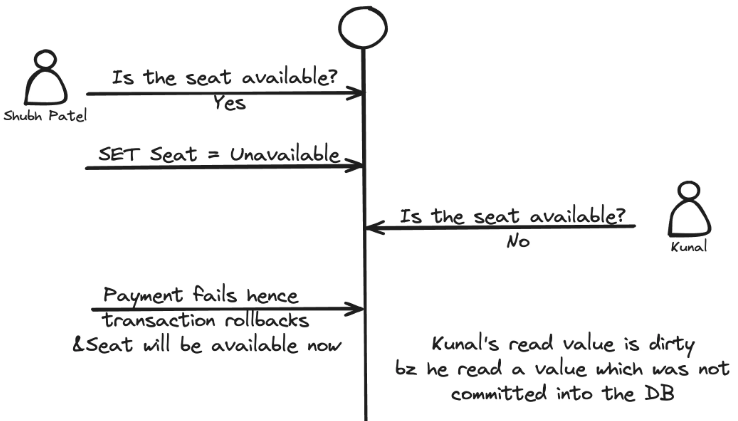 Is the seat available?
Yes
Shubh Patel
SET Seat = Unavailable
Is the seat available?
No
Kunal
Payment fails hence
transaction rollbacks
&Seat will be available now
Kunal's read value is dirty
bz he read a value which was not
committed into the DB